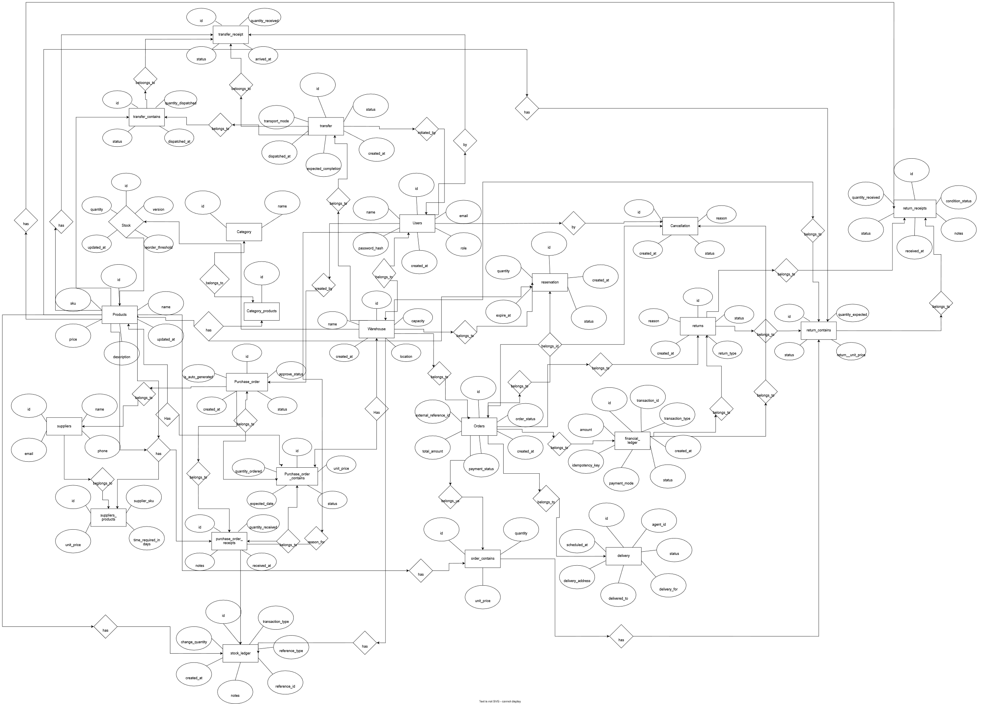 id
quantity_received
transfer_receipt
status
arrived_at
beloongs_to
beloongs_to
id
id
quantity_dispatched
status
has
transfer_contains
transport_mode
transfer
belongs_to
initiated_by
status
dispatched_at
by
dispatched_at
created_at
expected_completion
id
id
id
quantity_received
condition_status
return_receipts
id
name
belongs_to
name
email
id
reason
quantity
version
has
has
Stock
Users
by
Cancellation
belongs_to
status
notes
Category
updated_at
reorder_threshold
password_hash
role
id
created_at
status
received_at
created_at
id
belongs_to
id
belongs_to
quantity
reservation
created_at
belongs_to
created_by
sku
name
id
expire_at
status
id
belongs_to
Products
Category_products
name
capacity
reason
status
id
quantity_expected
has
Warehouse
belongs_to
returns
belongs_to
return_contains
price
updated_at
description
id
created_at
location
belongs_id
created_at
return_type
status
return__unit_price
is_auto_generated
approve_status
belongs_to
belongs_to
Purchase_order
belongs_to
id
belongs_to
belongs_to
id
name
created_at
status
external_reference_id
order_status
id
transaction_id
Has
belongs_to
Has
belongs_to
transaction_type
suppliers
Orders
amount
financial_
ledger
email
phone
has
id
total_amount
created_at
belongs_to
created_at
quantity_ordered
unit_price
payment_status
idempotency_key
belongs_to
Purchase_order
_contains
payment_mode
status
beglongs_to
id
supplier_sku
expected_date
status
belongs_us
belongs_to
suppliers_
products
id
quantity_received
id
agent_id
id
quantity
unit_price
time_required_in
days
purchase_order_
receipts
belongs_to
reason_for
scheduled_at
status
order_contains
delivery
notes
received_at
has
delivery_address
delivery_for
delivered_to
unit_price
id
transaction_type
has
change_quantity
has
has
reference_type
stock_ledger
created_at
reference_id
notes
Text is not SVG - cannot display